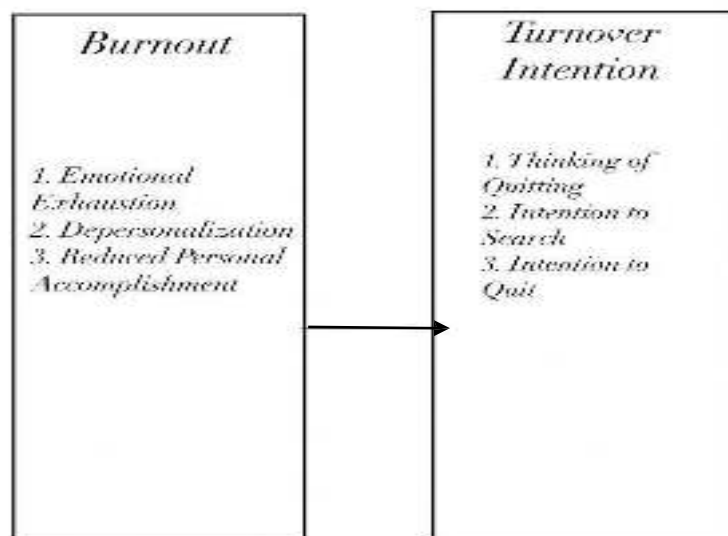 Burnout
1. Emotional
Exhaustion
2. Depersonalization
3. Reduced Personal
Accomplishment
Turnover
Intention
1. Thinking of
Quitting
2. Intention to
Search
3. Intention to
Quit